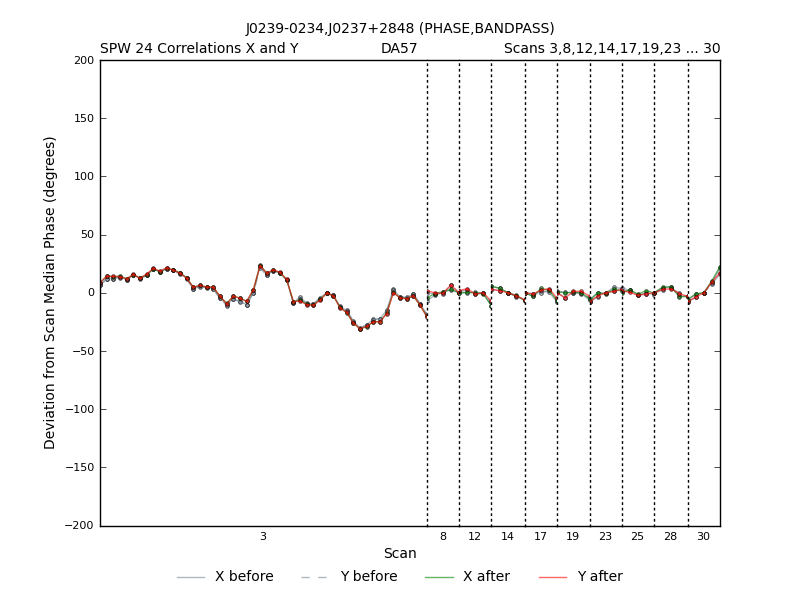 J0239-0234,J0237+2848 (PHASE,BANDPASS)
SPW 24 Correlations X and Y DA57 Scans 3,8,12,14,17,19,23 ... 30
200
150
100
50
0
−50
−100
−150
−200
Deviation from Scan Median Phase (degrees)
3 8 12 14 17 19 23 25 28 30
Scan
X before Y before X after Y after